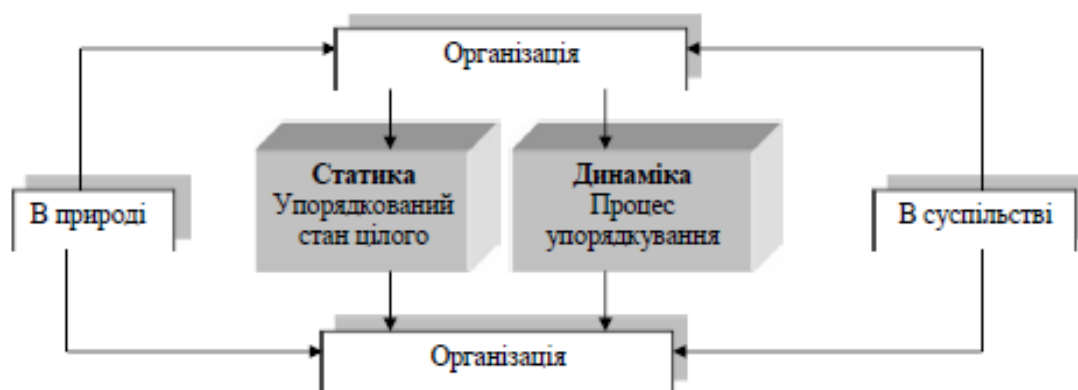 Організація
Статика
Упорядкований
стан цілого
Динаміка
Процес
упорядкування
В природі
В суспільстві
Організація